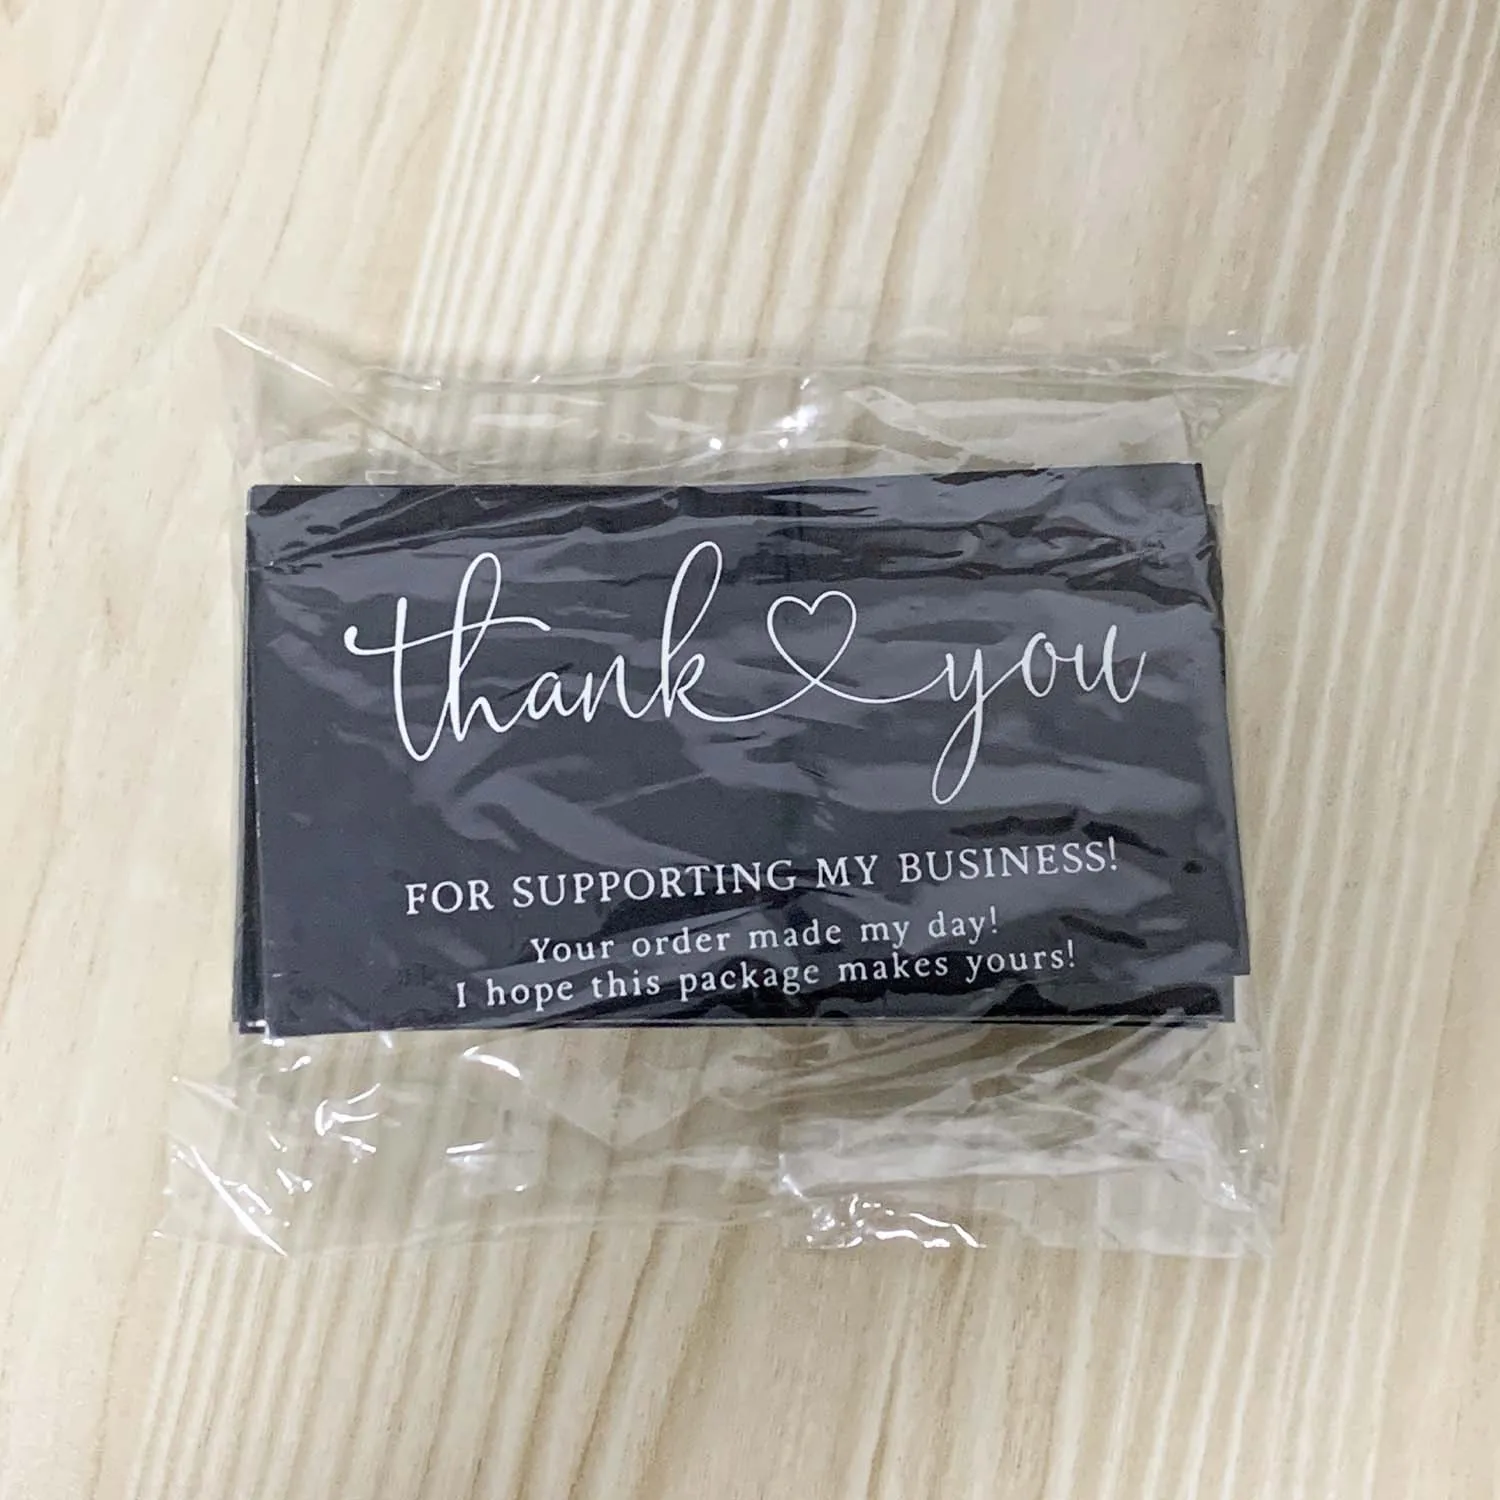 thank you
FOR SUPPORTING MY BUSINESS!
Your order made my day!
I hope this package makes yours!